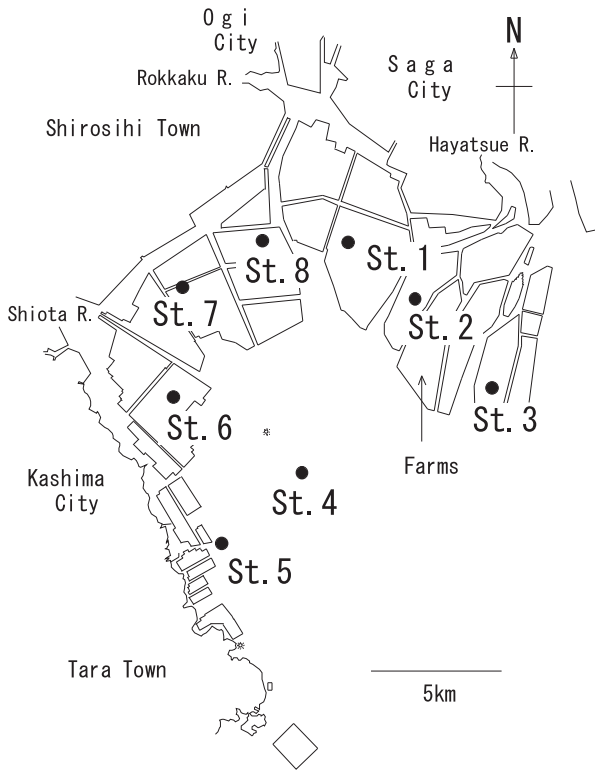 Ogi
City
N
Saga
City
Rokkaku R.
Shirosihi Town
Hayatsue R.
St. 1
St. 8
St. 7
St. 2
Shiota R.
St. 3
St. 6
Farms
Kashima
City
St. 4
St. 5
Tara Town
5km